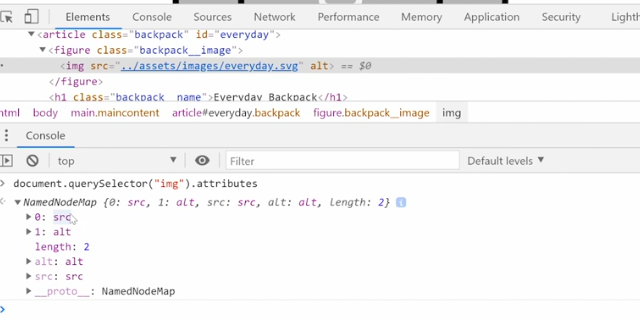 Elements Console Sources Network Performance Memory Application Security Lighth
▼<article class="backpack" id="everyday">
▼<figure class="backpack__image">
<img src="../assets/images/everyday.svg" alt> == $0
</figure>
<h1 class="backpack__name">Everyday Backpack</h1>
html body main.maincontent article#everyday.backpack figure.backpack__image img
Console
top ▼ Filter Default levels ▼
> document.querySelector("img").attributes
▼NamedNodeMap {0: src, 1: alt, src: src, alt: alt, length: 2} i
▶ 0: src
▶ 1: alt
length: 2
▶ alt: alt
▶ src: src
▶ __proto__: NamedNodeMap
>